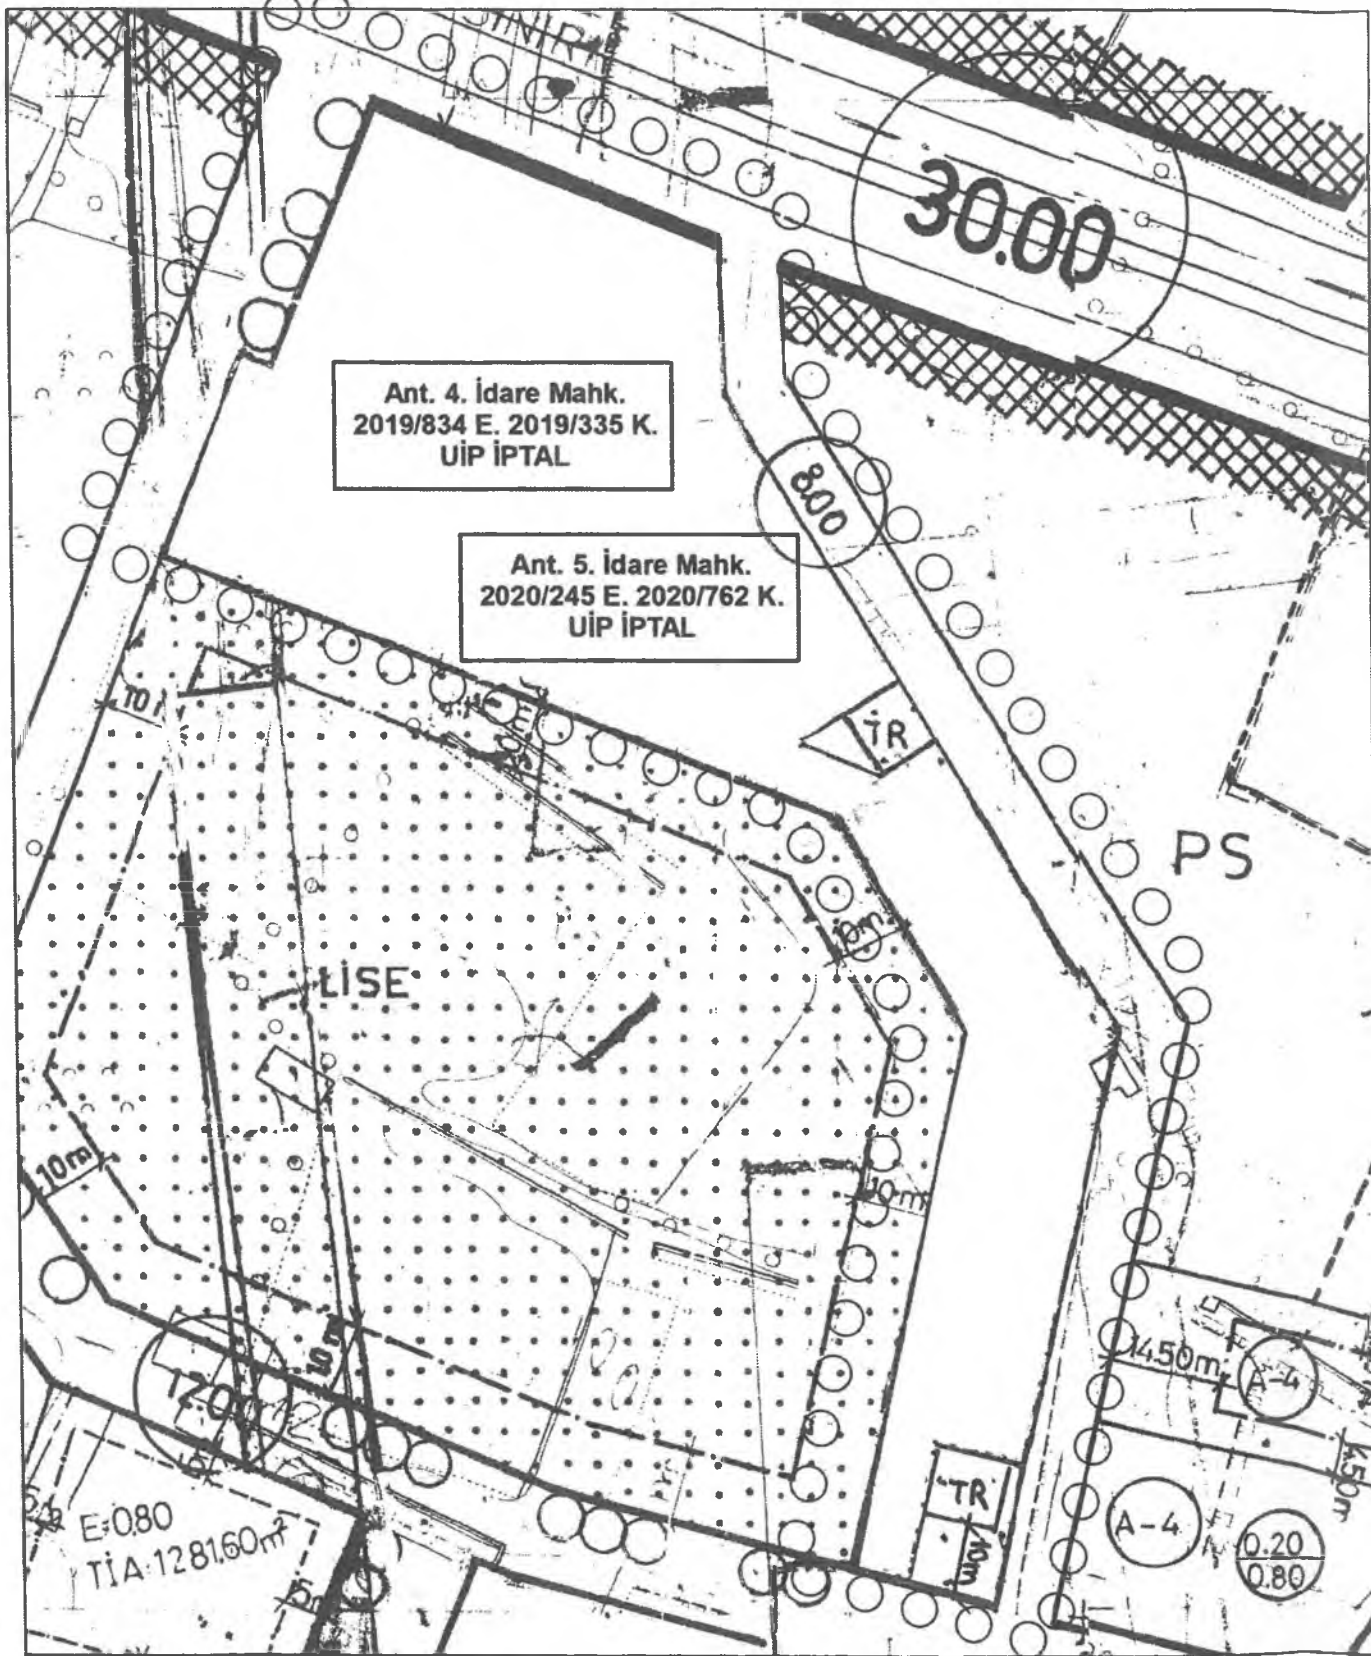 SINIRI
30.00
Ant. 4. İdare Mahk.
2019/834 E. 2019/335 K.
UİP İPTAL
8.00
Ant. 5. İdare Mahk.
2020/245 E. 2020/762 K.
UİP İPTAL
TR
PS
10m
LİSE
10m
10m
10 m
12.00
14.50m
A-4
4.50m
TR
10m
A-4
0.20
0.80
E:0.80
TİA:1281.60m²
5m